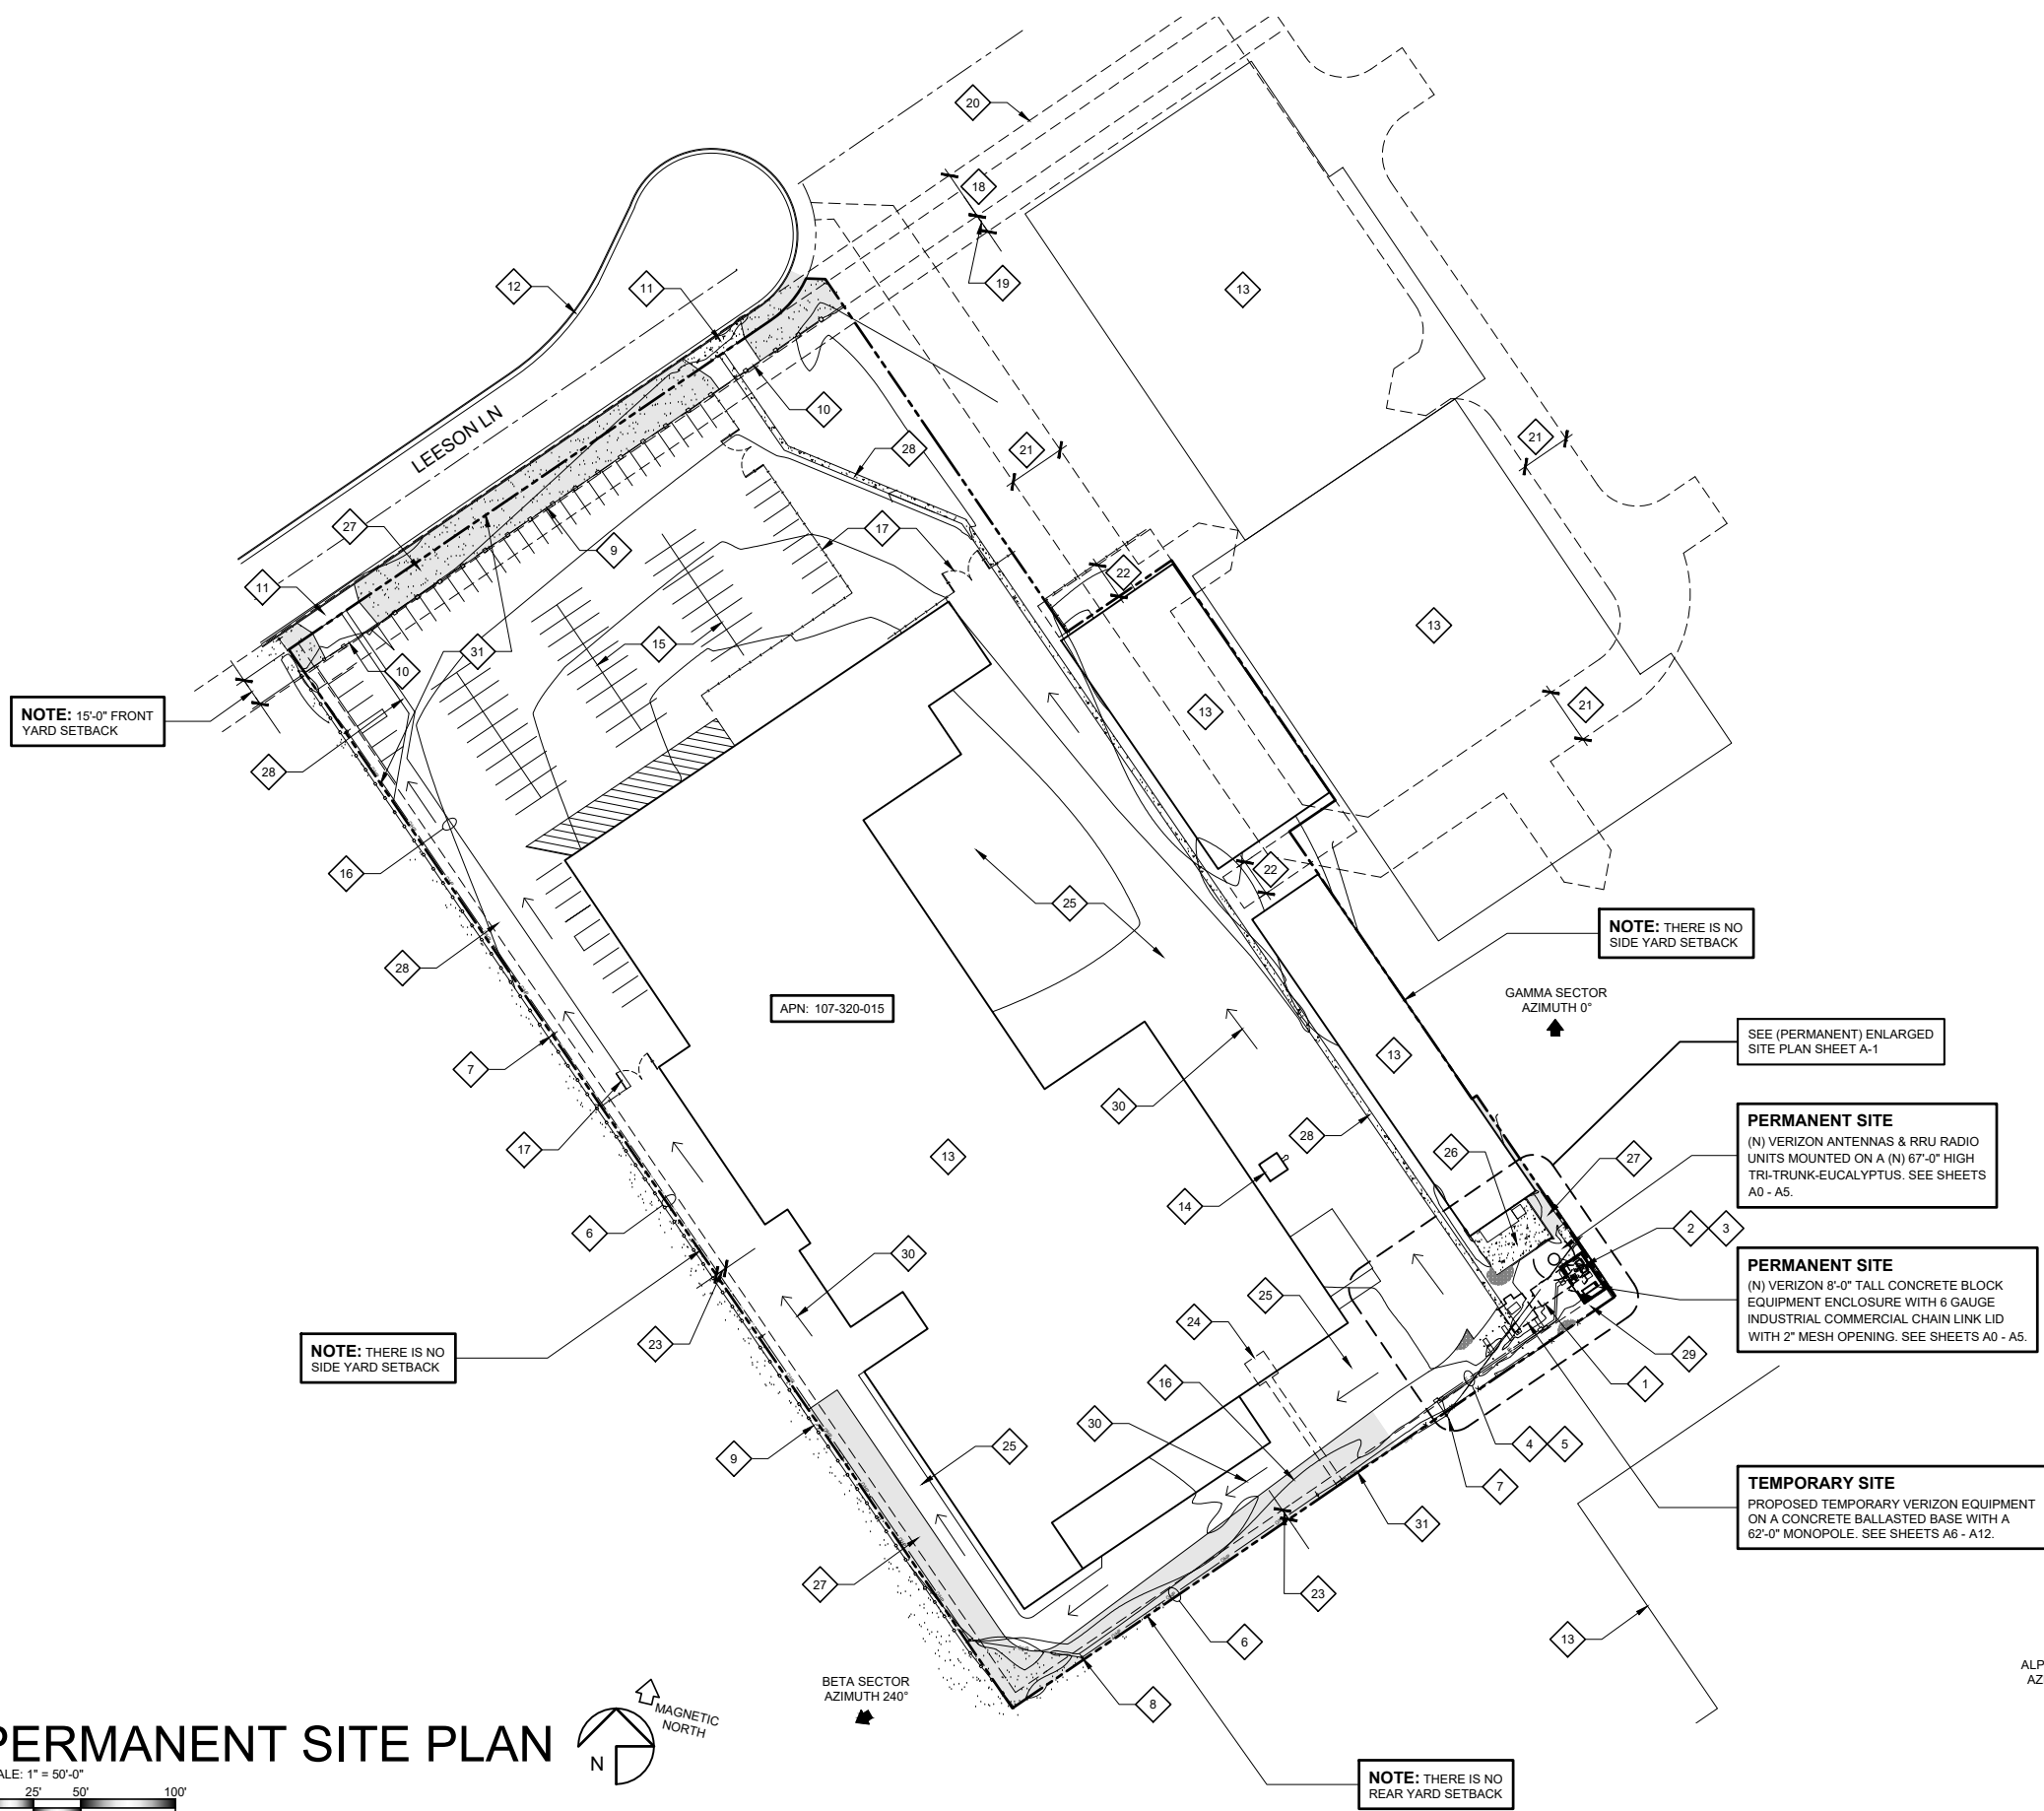 20
18
19
12
11
13
10
LEESON LN
21
28
21
27
17
9
11
22
15
13
31
10
NOTE: 15'-0" FRONT
YARD SETBACK
13
21
28
16
22
25
NOTE: THERE IS NO
SIDE YARD SETBACK
28
GAMMA SECTOR
AZIMUTH 0°
APN: 107-320-015
SEE (PERMANENT) ENLARGED
SITE PLAN SHEET A-1
7
13
30
PERMANENT SITE
(N) VERIZON ANTENNAS & RRU RADIO
UNITS MOUNTED ON A (N) 67'-0" HIGH
TRI-TRUNK-EUCALYPTUS. SEE SHEETS
A0 - A5.
17
13
28
26
27
14
6
30
2 3
PERMANENT SITE
(N) VERIZON 8'-0" TALL CONCRETE BLOCK
EQUIPMENT ENCLOSURE WITH 6 GAUGE
INDUSTRIAL COMMERCIAL CHAIN LINK LID
WITH 2" MESH OPENING. SEE SHEETS A0 - A5.
25
24
NOTE: THERE IS NO
SIDE YARD SETBACK
23
29
16
1
30
25
9
4 5
7
TEMPORARY SITE
PROPOSED TEMPORARY VERIZON EQUIPMENT
ON A CONCRETE BALLASTED BASE WITH A
62'-0" MONOPOLE. SEE SHEETS A6 - A12.
31
27
23
6
13
BETA SECTOR
AZIMUTH 240°
ALP
AZ
8
MAGNETIC
NORTH
N
PERMANENT SITE PLAN
ALE: 1" = 50'-0"
25' 50' 100'
NOTE: THERE IS NO
REAR YARD SETBACK